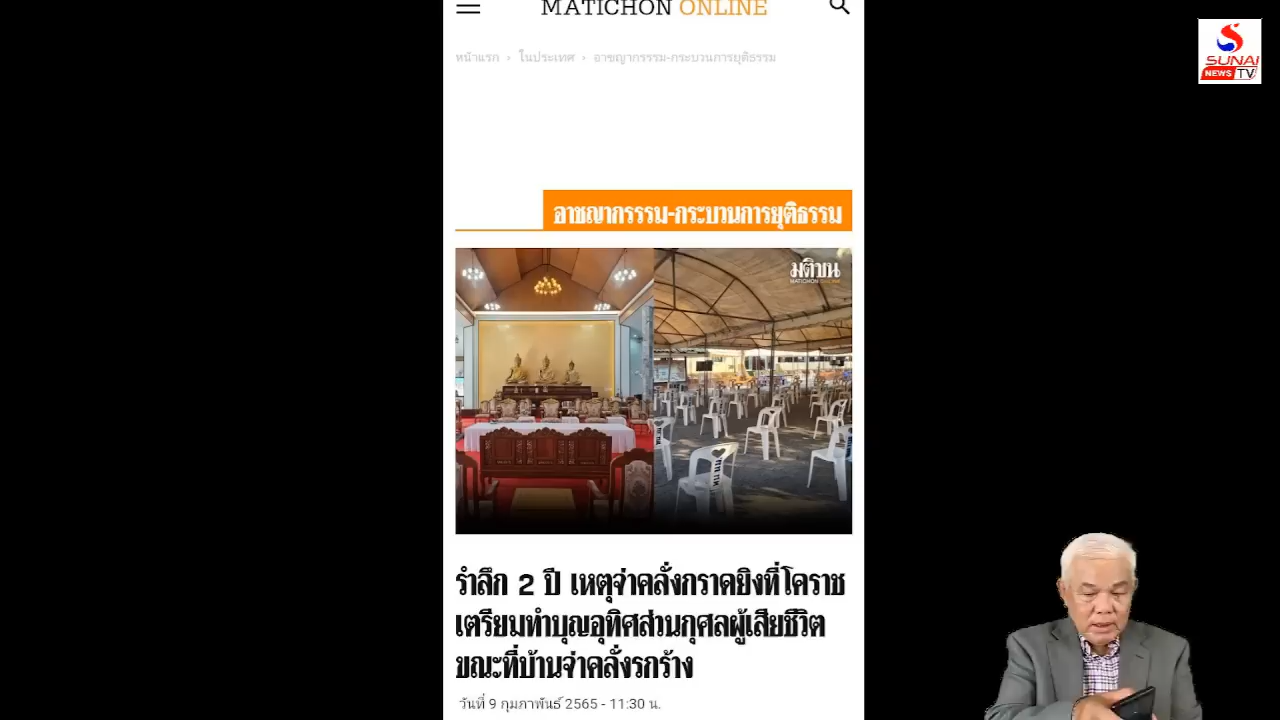 MATICHON ONLINE
SUNAI
NEWS TV
หน้าแรก › ในประเทศ › อาชญากรรม-กระบวนการยุติธรรม
อาชญากรรม-กระบวนการยุติธรรม
มติชน
MATICHON ONLINE
รำลึก 2 ปี เหตุจ่าคลั่งกราดยิงที่โคราช
เตรียมทำบุญอุทิศส่วนกุศลผู้เสียชีวิต
ขณะที่บ้านจ่าคลั่งรกร้าง
วันที่ 9 กุมภาพันธ์ 2565 - 11:30 น.